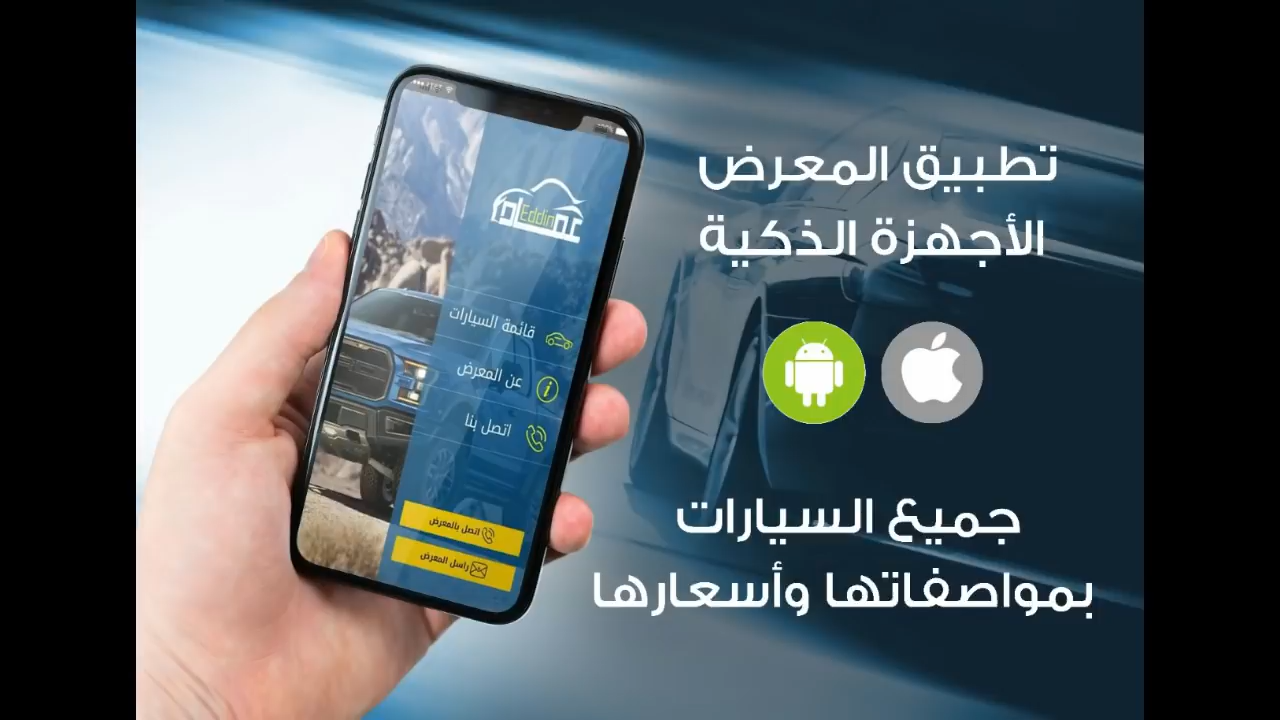 تطبيق المعرض
الأجهزة الذكية
جميع السيارات
بمواصفاتها وأسعارها
Eddin
قائمة السيارات
عن المعرض
اتصل بنا
اتصل بالمعرض
راسل المعرض